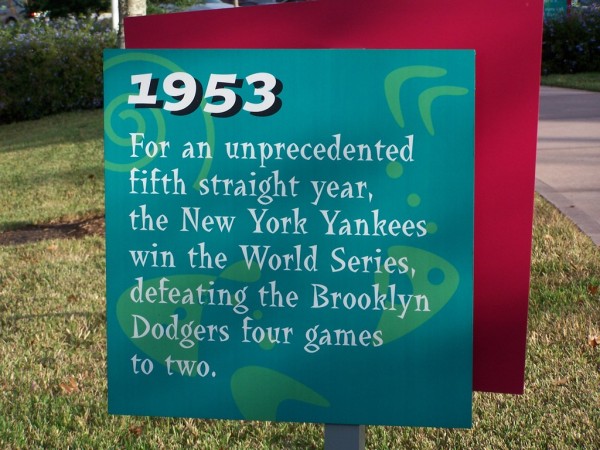 1953
For an unprecedented
fifth straight year,
the New York Yankees
win the World Series,
defeating the Brooklyn
Dodgers four games
to two.